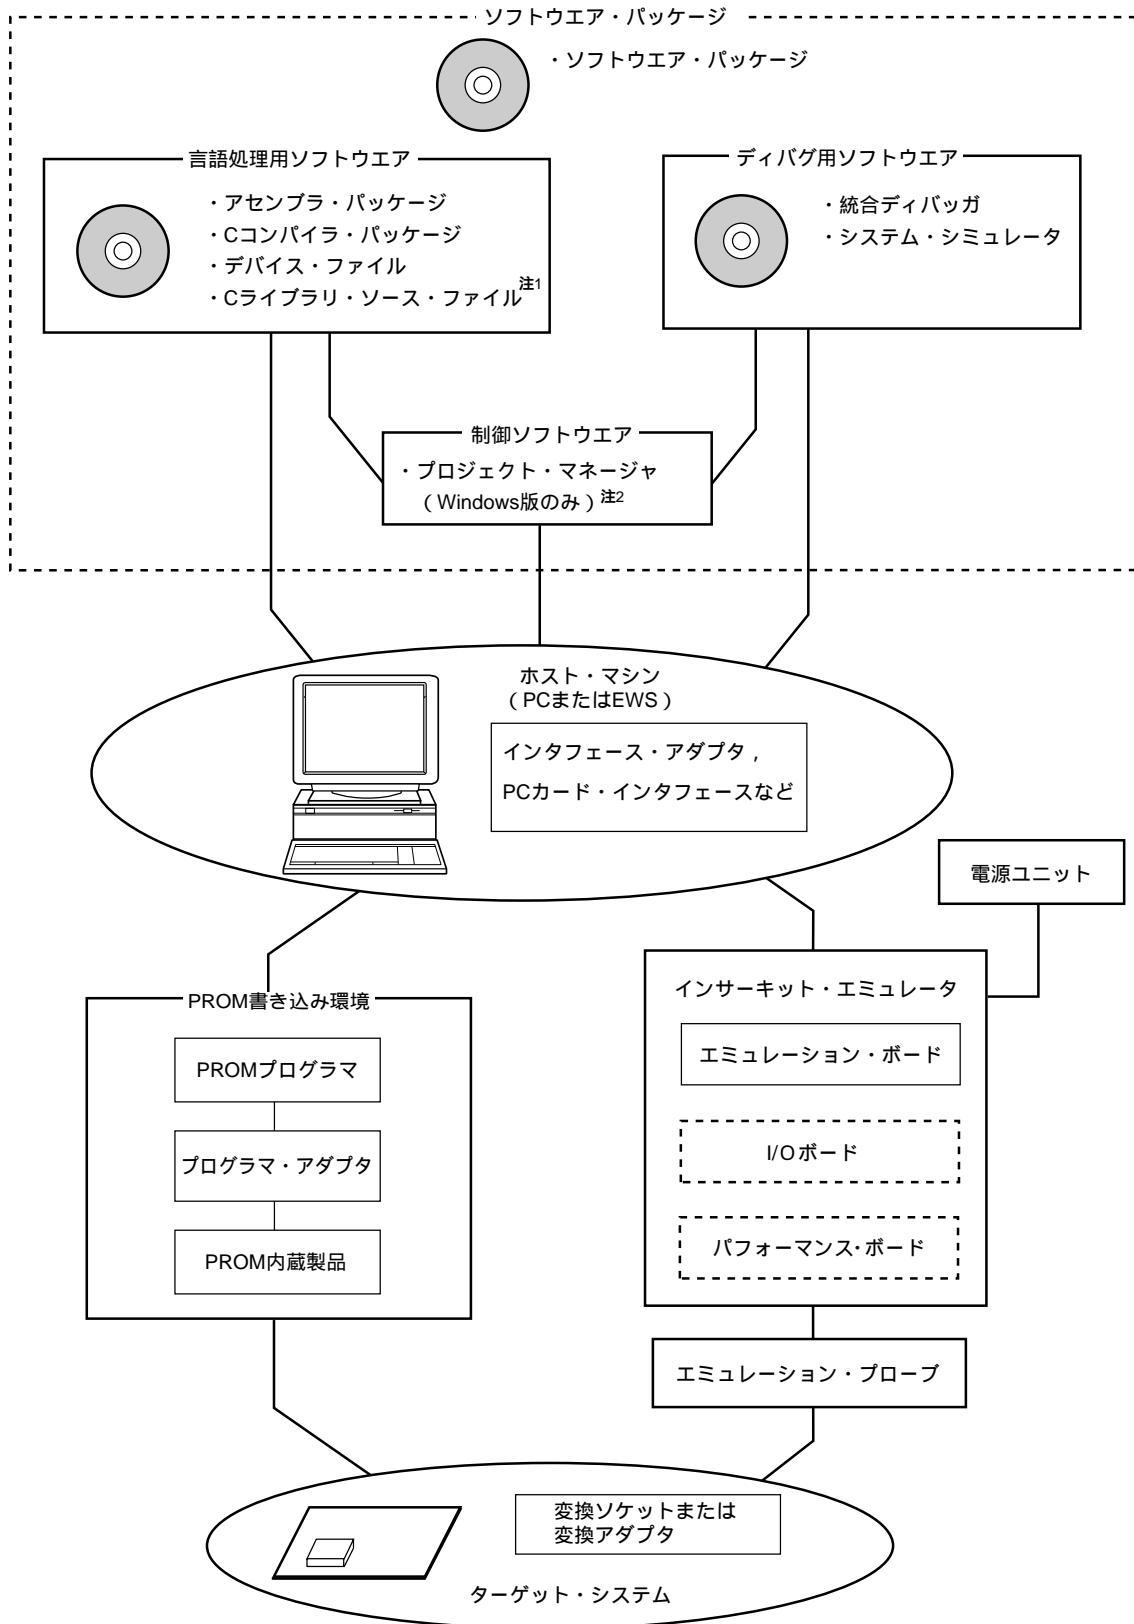 ソフトウエア・パッケージ
・ソフトウエア・パッケージ
言語処理用ソフトウエア
・アセンブラ・パッケージ
・Cコンパイラ・パッケージ
・デバイス・ファイル
・Cライブラリ・ソース・ファイル注1
ディバグ用ソフトウエア
・統合ディバッガ
・システム・シミュレータ
制御ソフトウエア
・プロジェクト・マネージャ
（Windows版のみ）注2
ホスト・マシン
（PCまたはEWS）
インタフェース・アダプタ，
PCカード・インタフェースなど
電源ユニット
PROM書き込み環境
PROMプログラマ
プログラマ・アダプタ
PROM内蔵製品
インサーキット・エミュレータ
エミュレーション・ボード
I/Oボード
パフォーマンス・ボード
エミュレーション・プローブ
変換ソケットまたは
変換アダプタ
ターゲット・システム